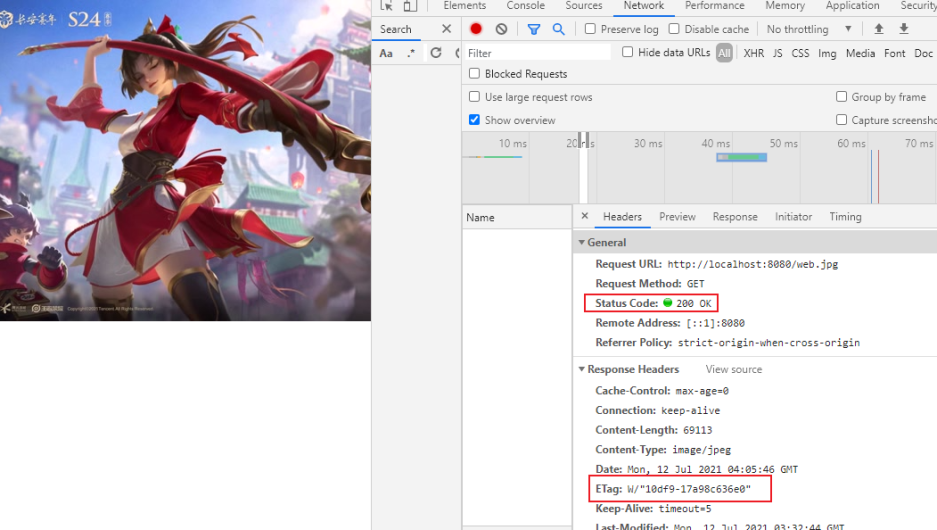 长安赛年 S24
Copyright©2021 Tencent. All Rights Reserved.
Elements Console Sources Network Performance Memory Application Security
Search
Preserve log Disable cache No throttling
Aa .*
Filter
Hide data URLs All XHR JS CSS Img Media Font Doc
Blocked Requests
Use large request rows Group by frame
Show overview Capture screensho
10 ms 20 ms 30 ms 40 ms 50 ms 60 ms 70 ms
Name
Headers Preview Response Initiator Timing
General
Request URL: http://localhost:8080/web.jpg
Request Method: GET
Status Code: 200 OK
Remote Address: [::1]:8080
Referrer Policy: strict-origin-when-cross-origin
Response Headers View source
Cache-Control: max-age=0
Connection: keep-alive
Content-Length: 69113
Content-Type: image/jpeg
Date: Mon, 12 Jul 2021 04:05:46 GMT
ETag: W/"10df9-17a98c636e0"
Keep-Alive: timeout=5
Last-Modified: Mon, 12 Jul 2021 03:32:44 GMT